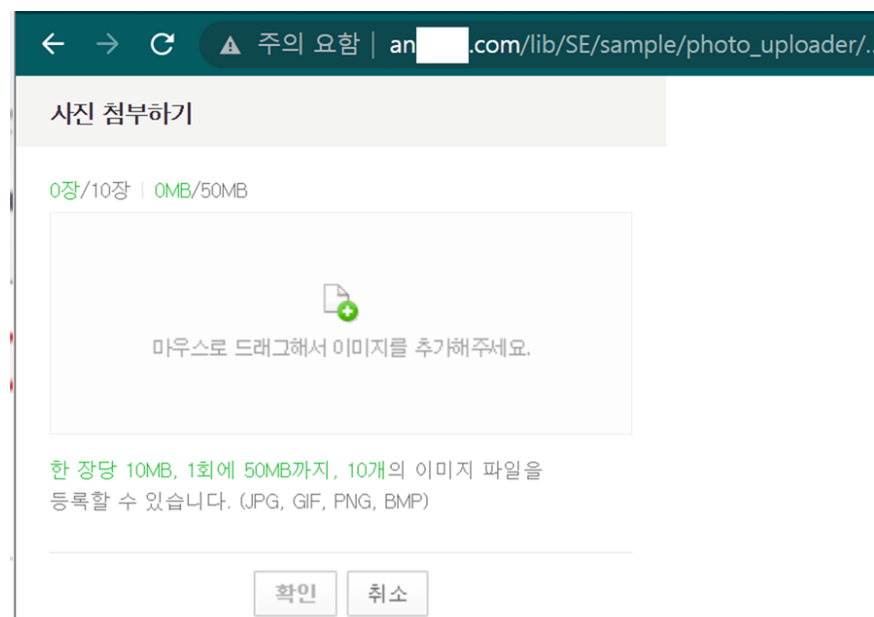 주의 요함 | an .com/lib/SE/sample/photo_uploader/..
사진 첨부하기
0장/10장 | 0MB/50MB
마우스로 드래그해서 이미지를 추가해주세요.
한 장당 10MB, 1회에 50MB까지, 10개의 이미지 파일을
등록할 수 있습니다. (JPG, GIF, PNG, BMP)
확인 취소